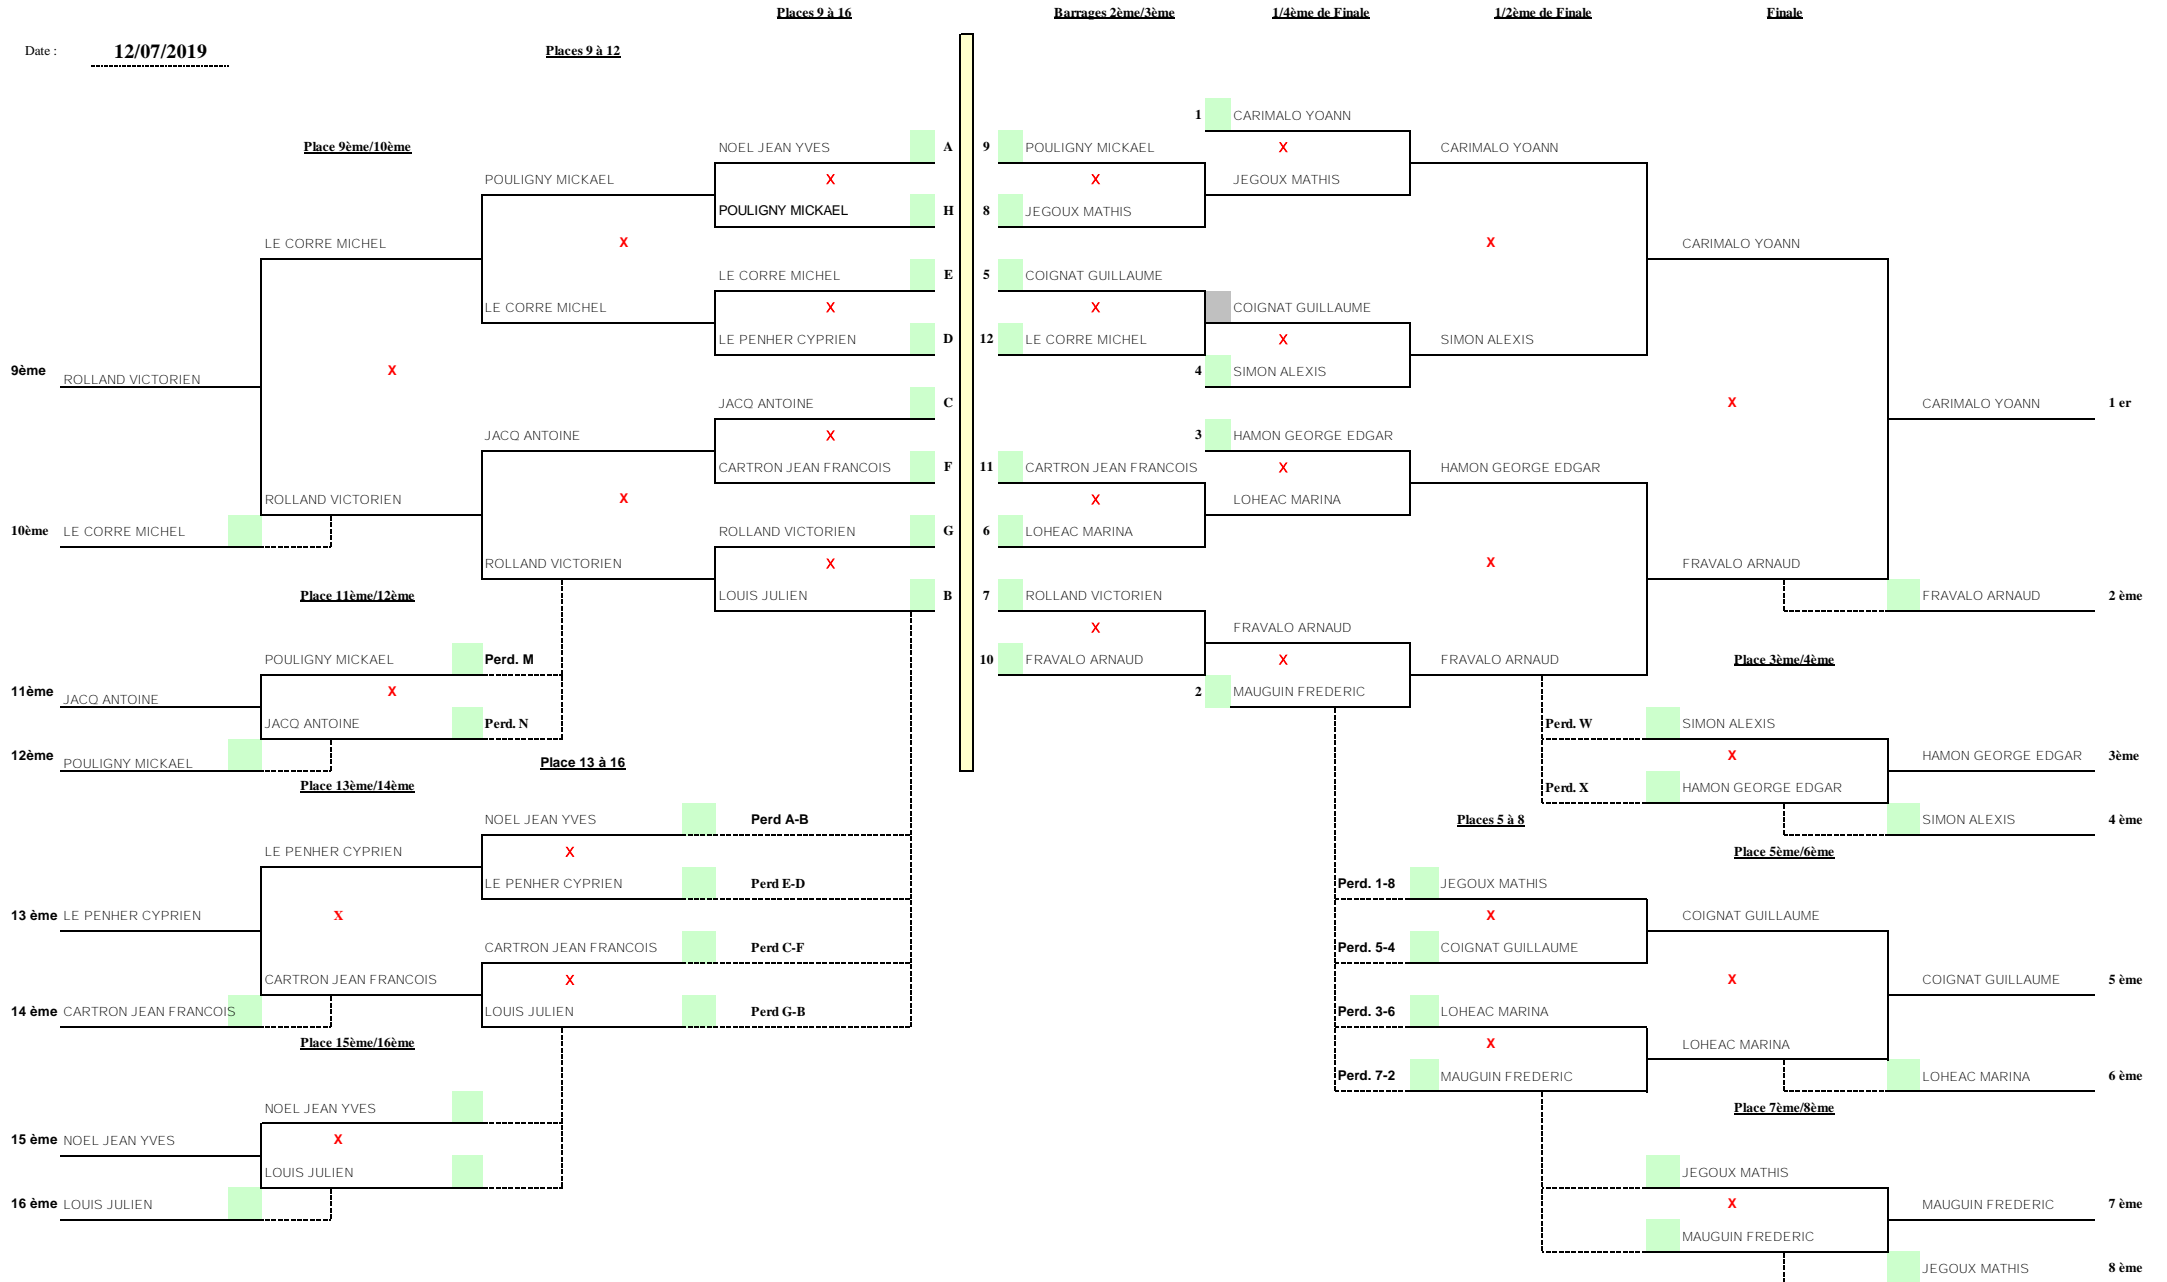 Places 9 à 16 Barrages 2ème/3ème 1/4ème de Finale 1/2ème de Finale Finale
Date : 12/07/2019 Places 9 à 12
1 CARIMALO YOANN
Place 9ème/10ème NOEL JEAN YVES A 9 POULIGNY MICKAEL X CARIMALO YOANN
POULIGNY MICKAEL X X JEGOUX MATHIS
POULIGNY MICKAEL H 8 JEGOUX MATHIS
LE CORRE MICHEL X X CARIMALO YOANN
LE CORRE MICHEL E 5 COIGNAT GUILLAUME
LE CORRE MICHEL X X COIGNAT GUILLAUME
LE PENHER CYPRIEN D 12 LE CORRE MICHEL X SIMON ALEXIS
9ème ROLLAND VICTORIEN X 4 SIMON ALEXIS
JACQ ANTOINE C X CARIMALO YOANN 1 er
JACQ ANTOINE X 3 HAMON GEORGE EDGAR
CARTRON JEAN FRANCOIS F 11 CARTRON JEAN FRANCOIS X HAMON GEORGE EDGAR
ROLLAND VICTORIEN X X LOHEAC MARINA
10ème LE CORRE MICHEL ROLLAND VICTORIEN G 6 LOHEAC MARINA
ROLLAND VICTORIEN X X FRAVALO ARNAUD
Place 11ème/12ème LOUIS JULIEN B 7 ROLLAND VICTORIEN FRAVALO ARNAUD 2 ème
X FRAVALO ARNAUD
POULIGNY MICKAEL Perd. M 10 FRAVALO ARNAUD X FRAVALO ARNAUD Place 3ème/4ème
11ème JACQ ANTOINE X 2 MAUGUIN FREDERIC
JACQ ANTOINE Perd. N Perd. W SIMON ALEXIS
12ème POULIGNY MICKAEL Place 13 à 16 X HAMON GEORGE EDGAR 3ème
Place 13ème/14ème Perd. X HAMON GEORGE EDGAR
NOEL JEAN YVES Perd A-B Places 5 à 8 SIMON ALEXIS 4 ème
LE PENHER CYPRIEN X Place 5ème/6ème
LE PENHER CYPRIEN Perd E-D Perd. 1-8 JEGOUX MATHIS
13 ème LE PENHER CYPRIEN X X COIGNAT GUILLAUME
CARTRON JEAN FRANCOIS Perd C-F Perd. 5-4 COIGNAT GUILLAUME
CARTRON JEAN FRANCOIS X X COIGNAT GUILLAUME 5 ème
14 ème CARTRON JEAN FRANCOIS LOUIS JULIEN Perd G-B Perd. 3-6 LOHEAC MARINA
Place 15ème/16ème X LOHEAC MARINA
Perd. 7-2 MAUGUIN FREDERIC LOHEAC MARINA 6 ème
NOEL JEAN YVES Place 7ème/8ème
15 ème NOEL JEAN YVES X
LOUIS JULIEN JEGOUX MATHIS
16 ème LOUIS JULIEN X MAUGUIN FREDERIC 7 ème
MAUGUIN FREDERIC
JEGOUX MATHIS 8 ème